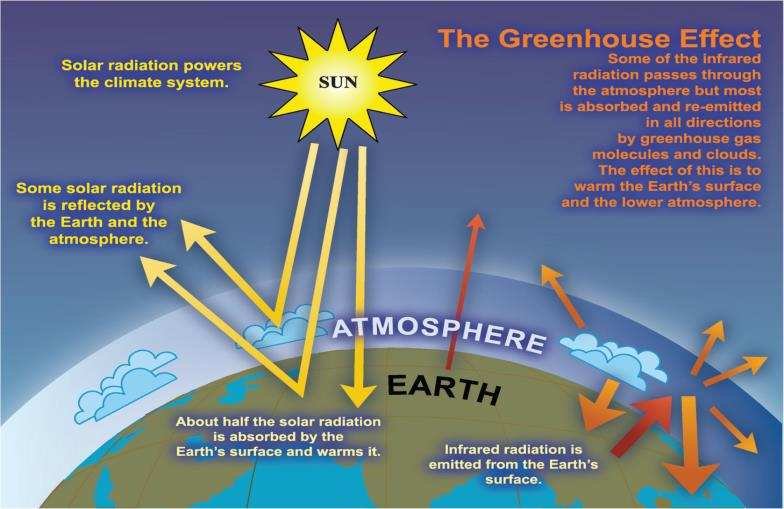 The Greenhouse Effect
Some of the infrared
radiation passes through
the atmosphere but most
is absorbed and re-emitted
in all directions
by greenhouse gas
molecules and clouds.
The effect of this is to
warm the Earth's surface
and the lower atmosphere.
Solar radiation powers
the climate system.
SUN
Some solar radiation
is reflected by
the Earth and the
atmosphere.
ATMOSPHERE
EARTH
About half the solar radiation
is absorbed by the
Earth's surface and warms it.
Infrared radiation is
emitted from the Earth's
surface.